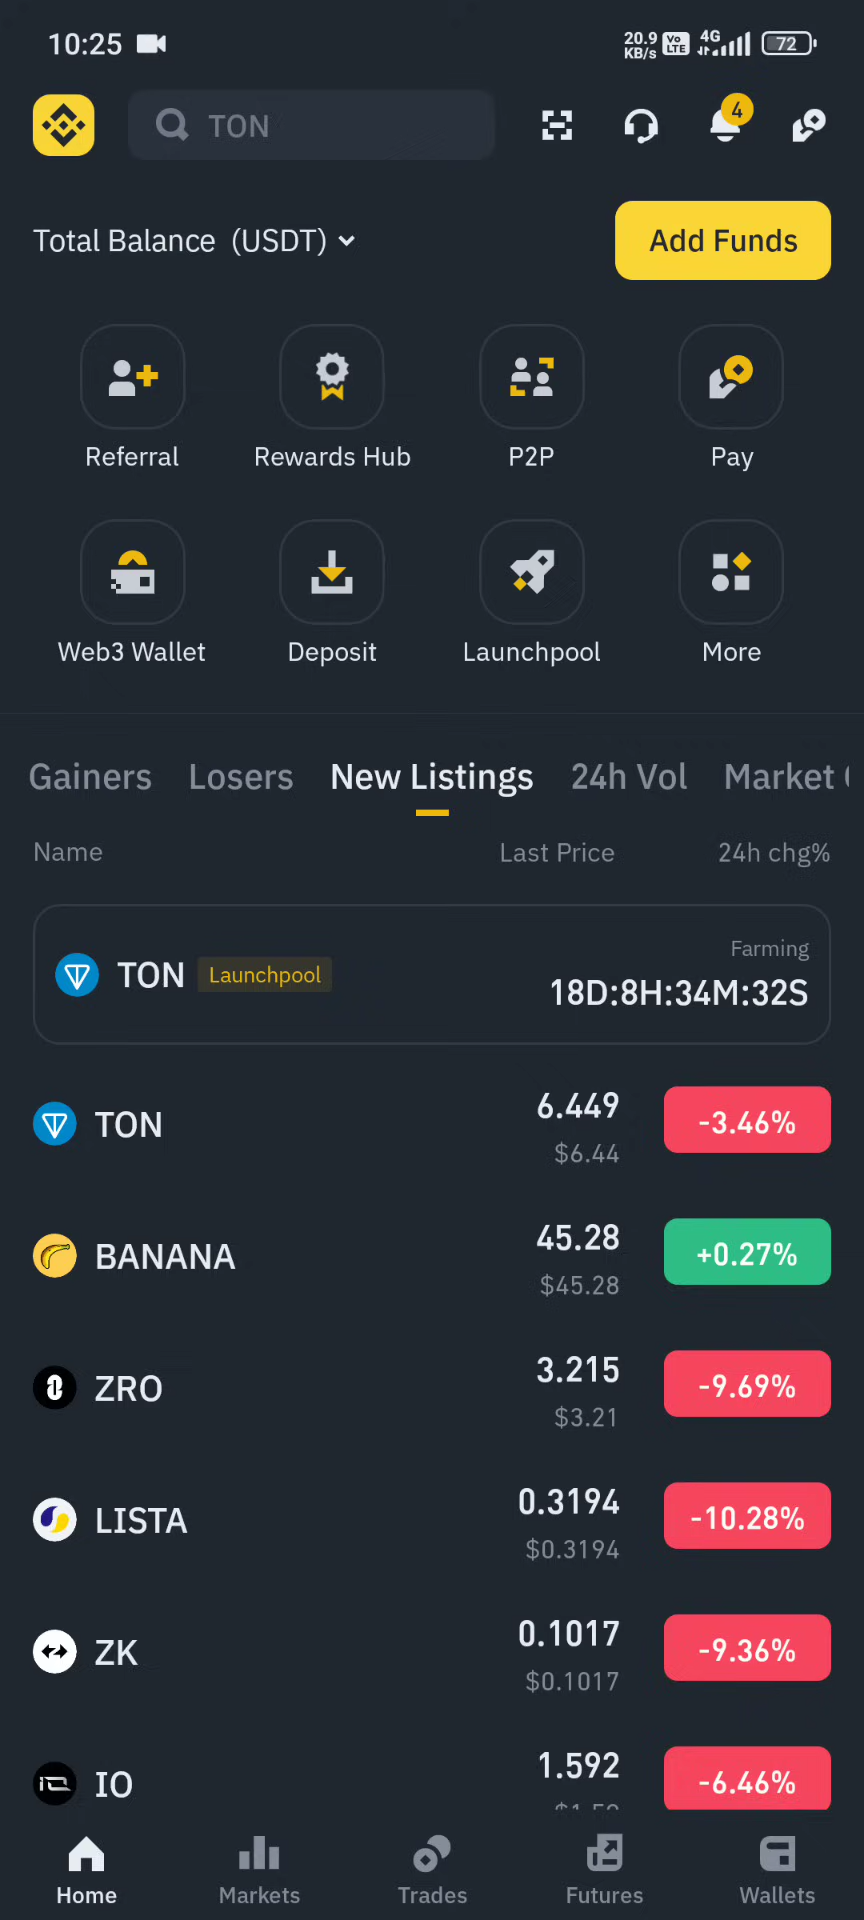 10:25 20.9 KB/s Vo LTE 4G 72
TON 4
Total Balance (USDT) Add Funds
Referral Rewards Hub P2P Pay
Web3 Wallet Deposit Launchpool More
Gainers Losers New Listings 24h Vol Market
Name Last Price 24h chg%
Farming
TON Launchpool 18D:8H:34M:32S
TON 6.449 -3.46%
$6.44
BANANA 45.28 +0.27%
$45.28
ZRO 3.215 -9.69%
$3.21
LISTA 0.3194 -10.28%
$0.3194
ZK 0.1017 -9.36%
$0.1017
IO 1.592 -6.46%
Home Markets Trades Futures Wallets